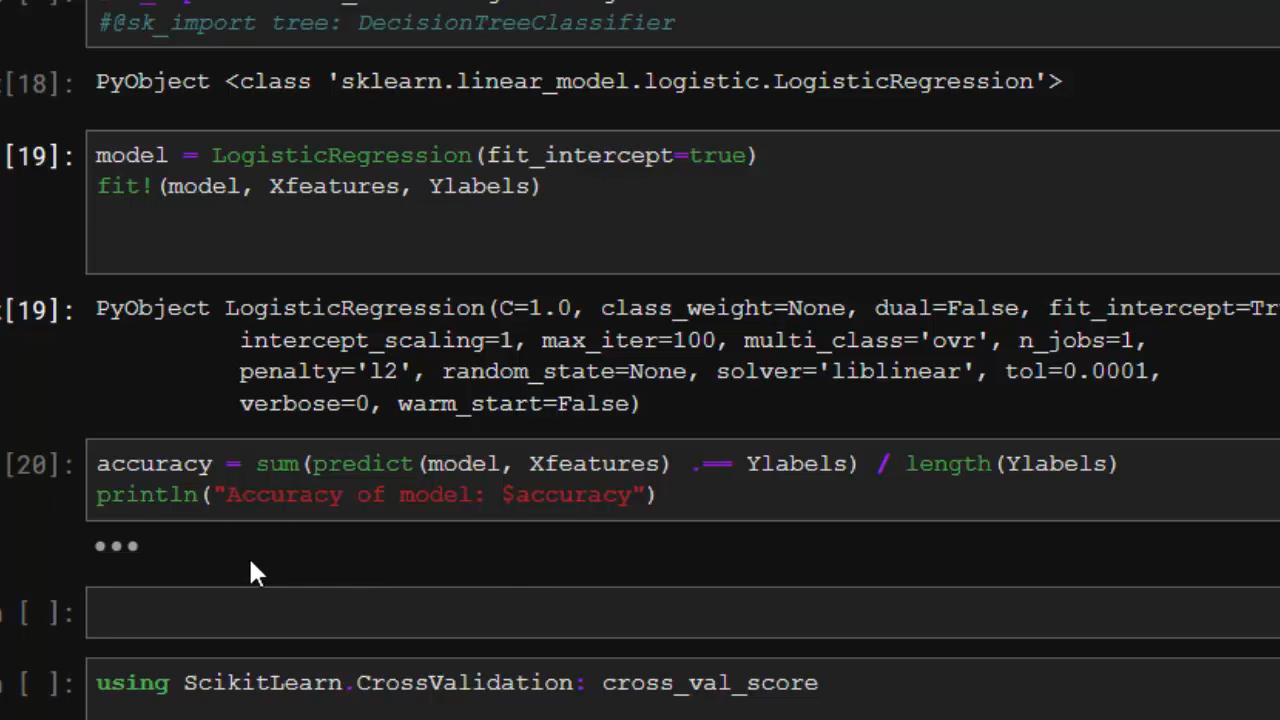 #@sk_import tree: DecisionTreeClassifier
t[18]: PyObject <class 'sklearn.linear_model.logistic.LogisticRegression'>
[19]: model = LogisticRegression(fit_intercept=true)
fit!(model, Xfeatures, Ylabels)
t[19]: PyObject LogisticRegression(C=1.0, class_weight=None, dual=False, fit_intercept=Tr
intercept_scaling=1, max_iter=100, multi_class='ovr', n_jobs=1,
penalty='l2', random_state=None, solver='liblinear', tol=0.0001,
verbose=0, warm_start=False)
[20]: accuracy = sum(predict(model, Xfeatures) .== Ylabels) / length(Ylabels)
println("Accuracy of model: $accuracy")
•••
n [ ]:
n [ ]: using ScikitLearn.CrossValidation: cross_val_score